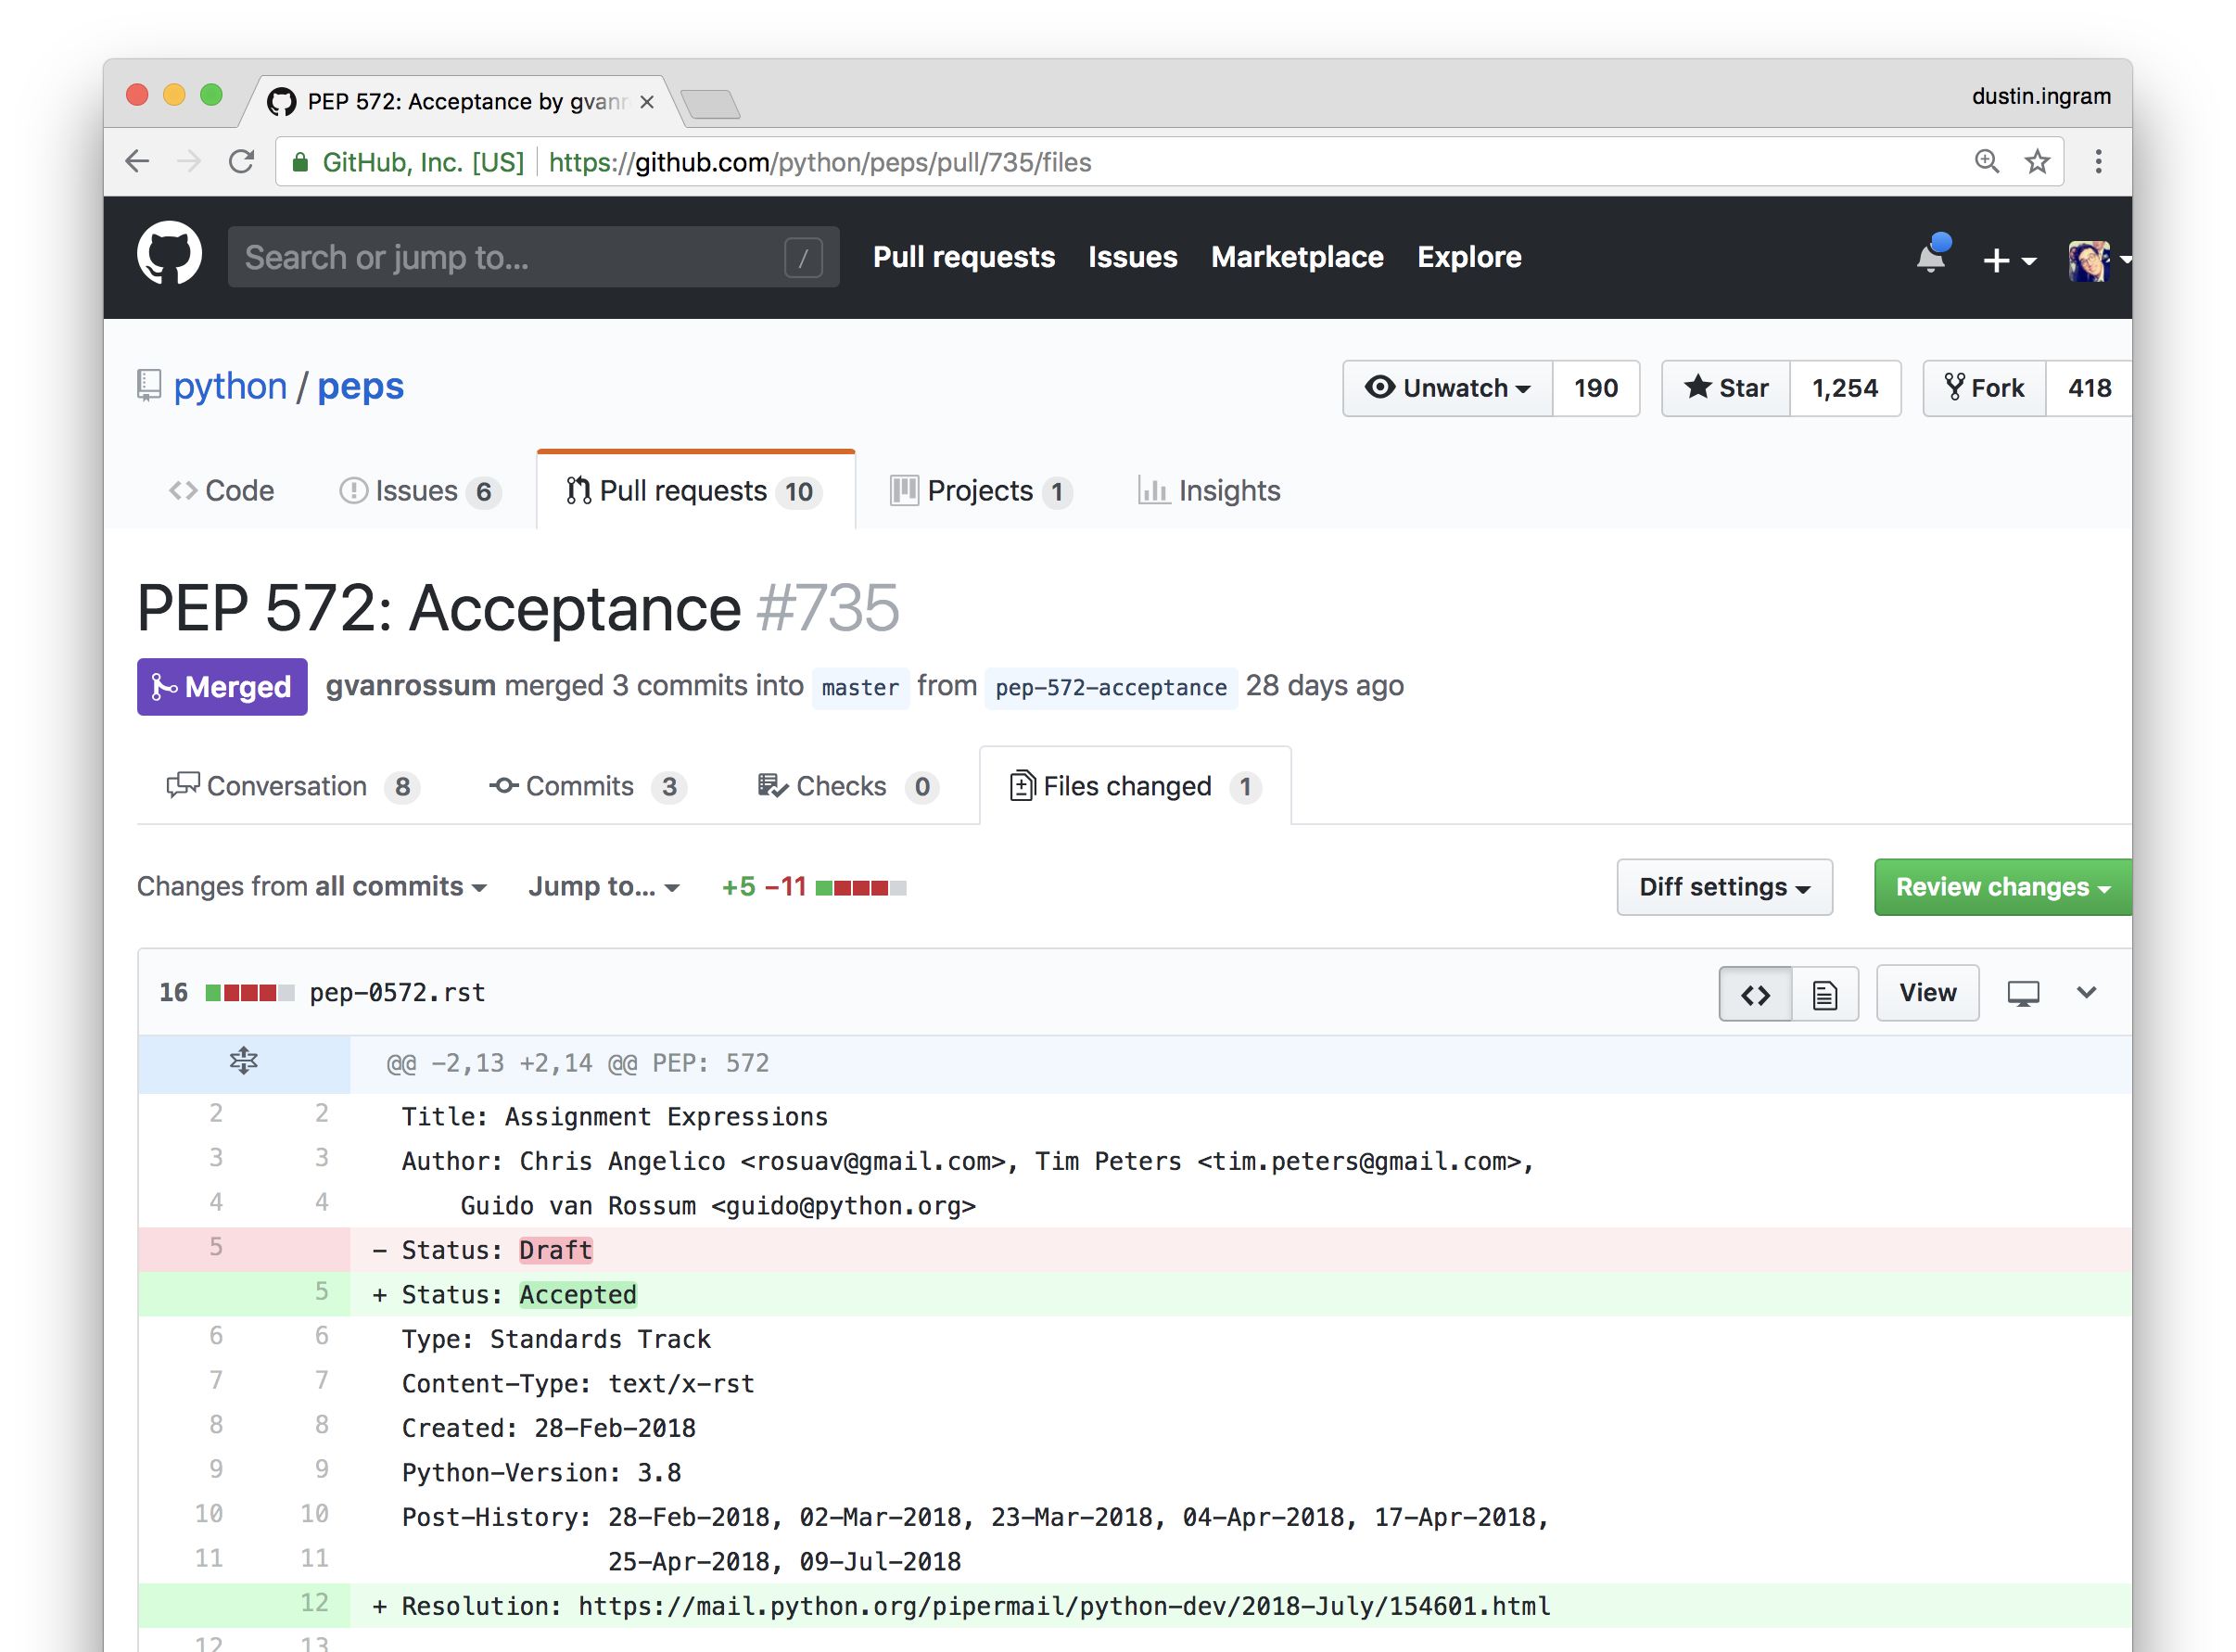 PEP 572: Acceptance by gvanr
dustin.ingram
GitHub, Inc. [US] https://github.com/python/peps/pull/735/files
Search or jump to... / Pull requests Issues Marketplace Explore
python / peps Unwatch 190 Star 1,254 Fork 418
Code Issues 6 Pull requests 10 Projects 1 Insights
PEP 572: Acceptance #735
Merged gvanrossum merged 3 commits into master from pep-572-acceptance 28 days ago
Conversation 8 Commits 3 Checks 0 Files changed 1
Changes from all commits Jump to... +5 −11 Diff settings Review changes
16 pep-0572.rst View
@@ -2,13 +2,14 @@ PEP: 572
2 2 Title: Assignment Expressions
3 3 Author: Chris Angelico <rosuav@gmail.com>, Tim Peters <tim.peters@gmail.com>,
4 4 Guido van Rossum <guido@python.org>
5 - Status: Draft
5 + Status: Accepted
6 6 Type: Standards Track
7 7 Content-Type: text/x-rst
8 8 Created: 28-Feb-2018
9 9 Python-Version: 3.8
10 10 Post-History: 28-Feb-2018, 02-Mar-2018, 23-Mar-2018, 04-Apr-2018, 17-Apr-2018,
11 11 25-Apr-2018, 09-Jul-2018
12 + Resolution: https://mail.python.org/pipermail/python-dev/2018-July/154601.html
12 13